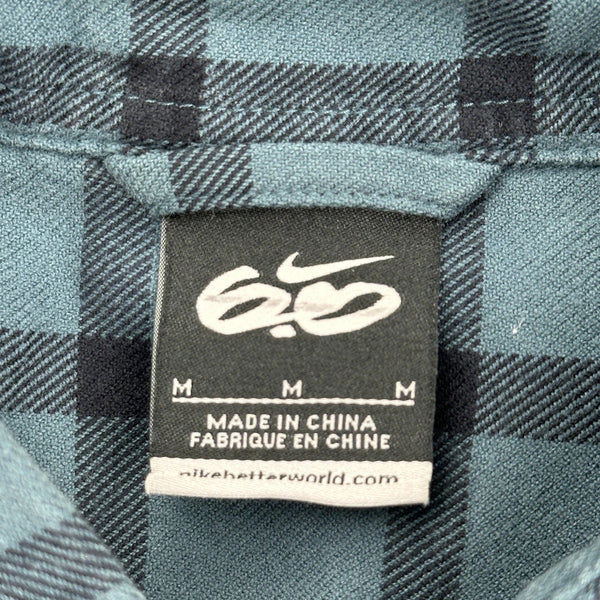 6.0
M M M
MADE IN CHINA
FABRIQUE EN CHINE
nikebetterworld.com